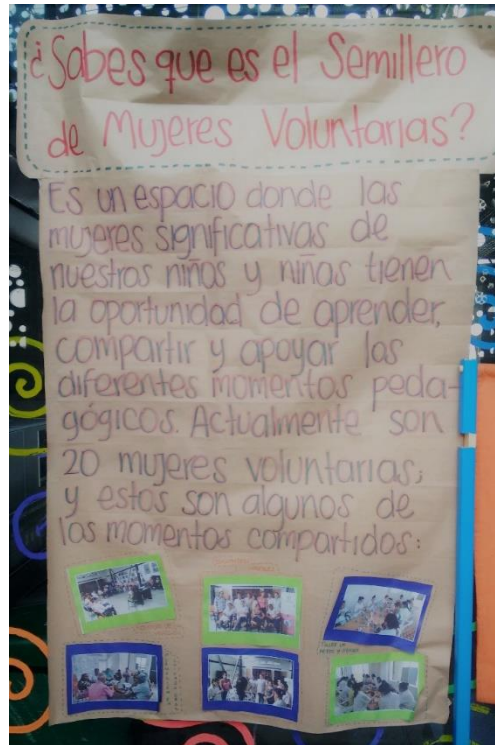 ¿Sabes que es el Semillero
de Mujeres Voluntarias?
Es un espacio donde las
mujeres significativas de
nuestros niños y niñas tienen
la oportunidad de aprender,
compartir y apoyar los
diferentes momentos peda-
gógicos. Actualmente son
20 mujeres voluntarias;
y estos son algunos de
los momentos compartidos: